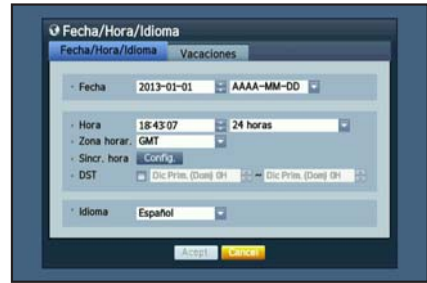 Fecha/Hora/Idioma
Fecha/Hora/Idioma Vacaciones
Fecha 2013-01-01 AAAA-MM-DD
Hora 18:43:07 24 horas
Zona horar. GMT
Sincr. hora Config.
DST Dic Prim. (Dom) 0H ~ Dic Prim. (Dom) 0H
Idioma Español
Acept Cancel